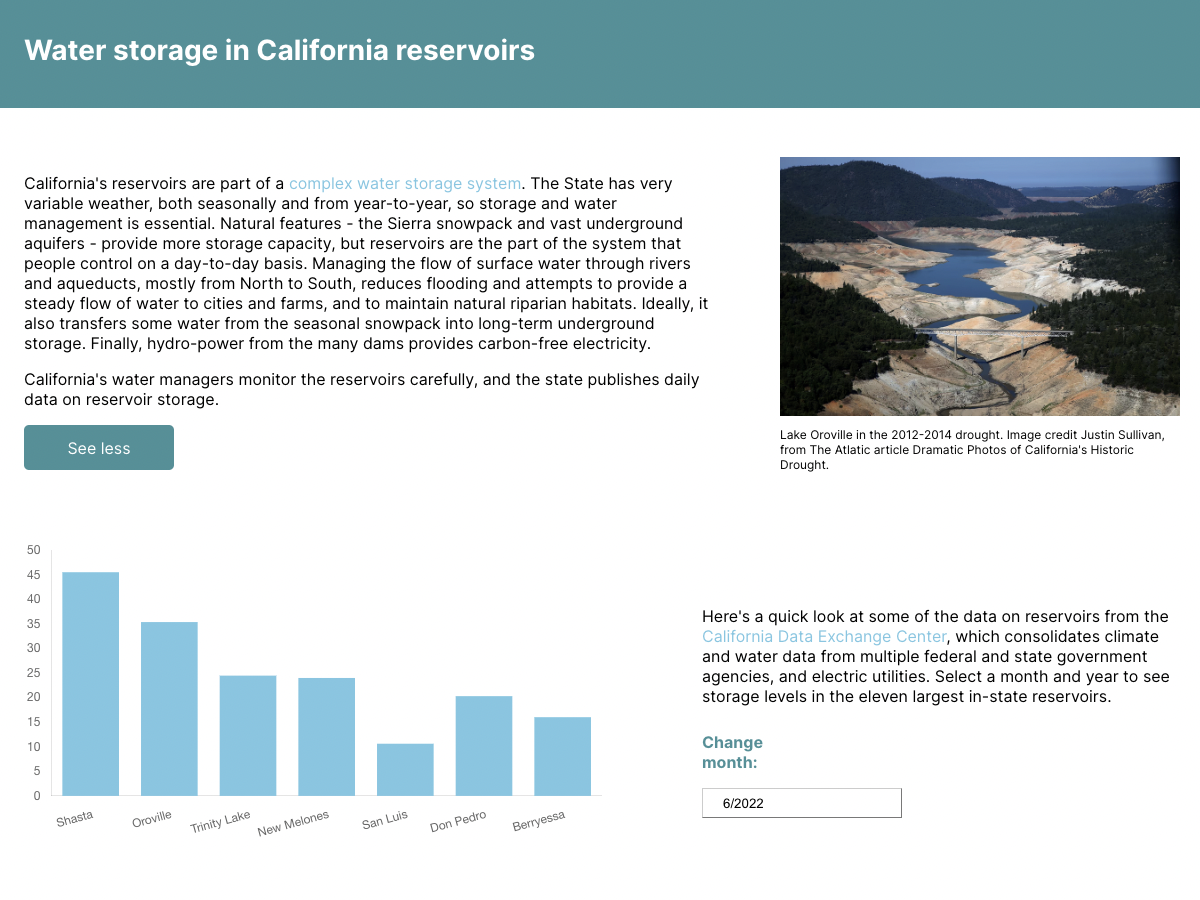 Water storage in California reservoirs
California's reservoirs are part of a complex water storage system. The State has very
variable weather, both seasonally and from year-to-year, so storage and water
management is essential. Natural features - the Sierra snowpack and vast underground
aquifers - provide more storage capacity, but reservoirs are the part of the system that
people control on a day-to-day basis. Managing the flow of surface water through rivers
and aqueducts, mostly from North to South, reduces flooding and attempts to provide a
steady flow of water to cities and farms, and to maintain natural riparian habitats. Ideally, it
also transfers some water from the seasonal snowpack into long-term underground
storage. Finally, hydro-power from the many dams provides carbon-free electricity.
California's water managers monitor the reservoirs carefully, and the state publishes daily
data on reservoir storage.
See less
Lake Oroville in the 2012-2014 drought. Image credit Justin Sullivan,
from The Atlatic article Dramatic Photos of California's Historic
Drought.
50
45
40
35
30
25
20
15
10
5
0
Shasta
Oroville
Trinity Lake
New Melones
San Luis
Don Pedro
Berryessa
Here's a quick look at some of the data on reservoirs from the
California Data Exchange Center, which consolidates climate
and water data from multiple federal and state government
agencies, and electric utilities. Select a month and year to see
storage levels in the eleven largest in-state reservoirs.
Change
month:
6/2022